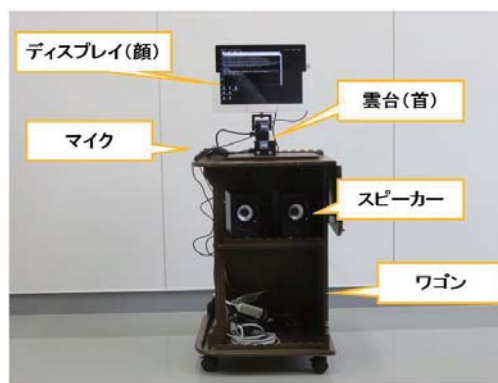 ディスプレイ(顔)
雲台(首)
マイク
スピーカー
ワゴン